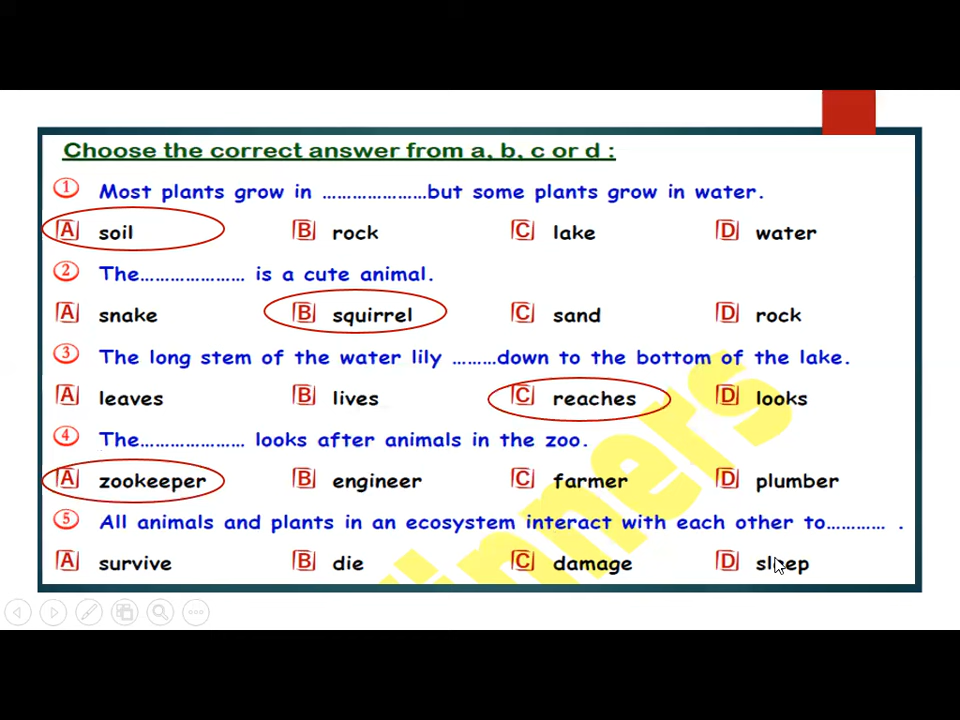 Choose the correct answer from a, b, c or d :
1 Most plants grow in .....................but some plants grow in water.
A soil B rock C lake D water
2 The..................... is a cute animal.
A snake B squirrel C sand D rock
3 The long stem of the water lily .........down to the bottom of the lake.
A leaves B lives C reaches D looks
4 The..................... looks after animals in the zoo.
A zookeeper B engineer C farmer D plumber
5 All animals and plants in an ecosystem interact with each other to............ .
A survive B die C damage D sleep
Winners